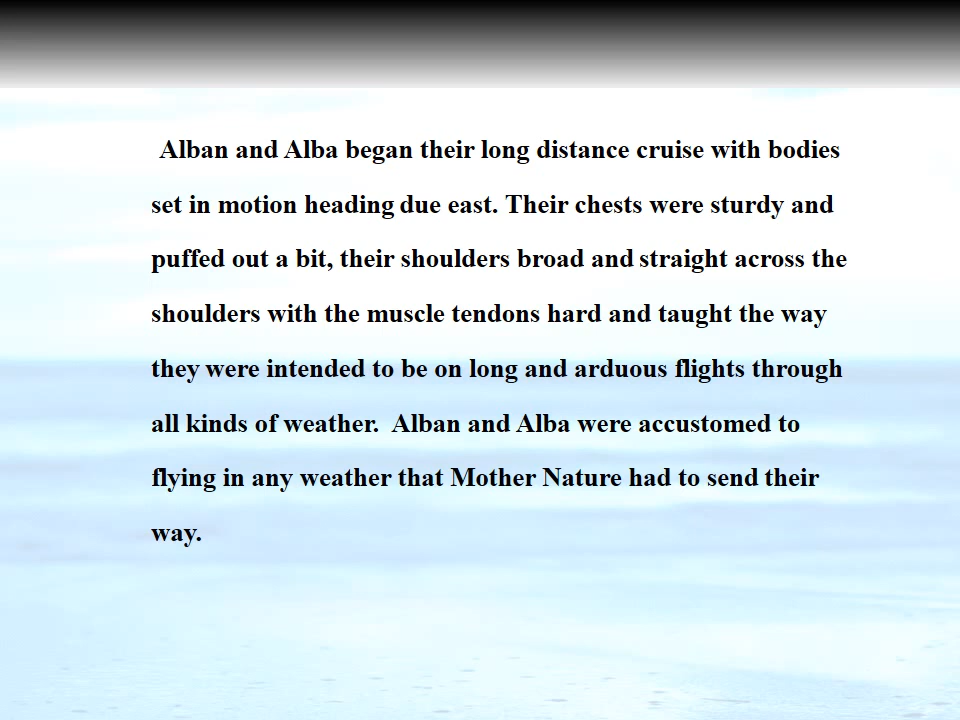 Alban and Alba began their long distance cruise with bodies
set in motion heading due east. Their chests were sturdy and
puffed out a bit, their shoulders broad and straight across the
shoulders with the muscle tendons hard and taught the way
they were intended to be on long and arduous flights through
all kinds of weather.  Alban and Alba were accustomed to
flying in any weather that Mother Nature had to send their
way.